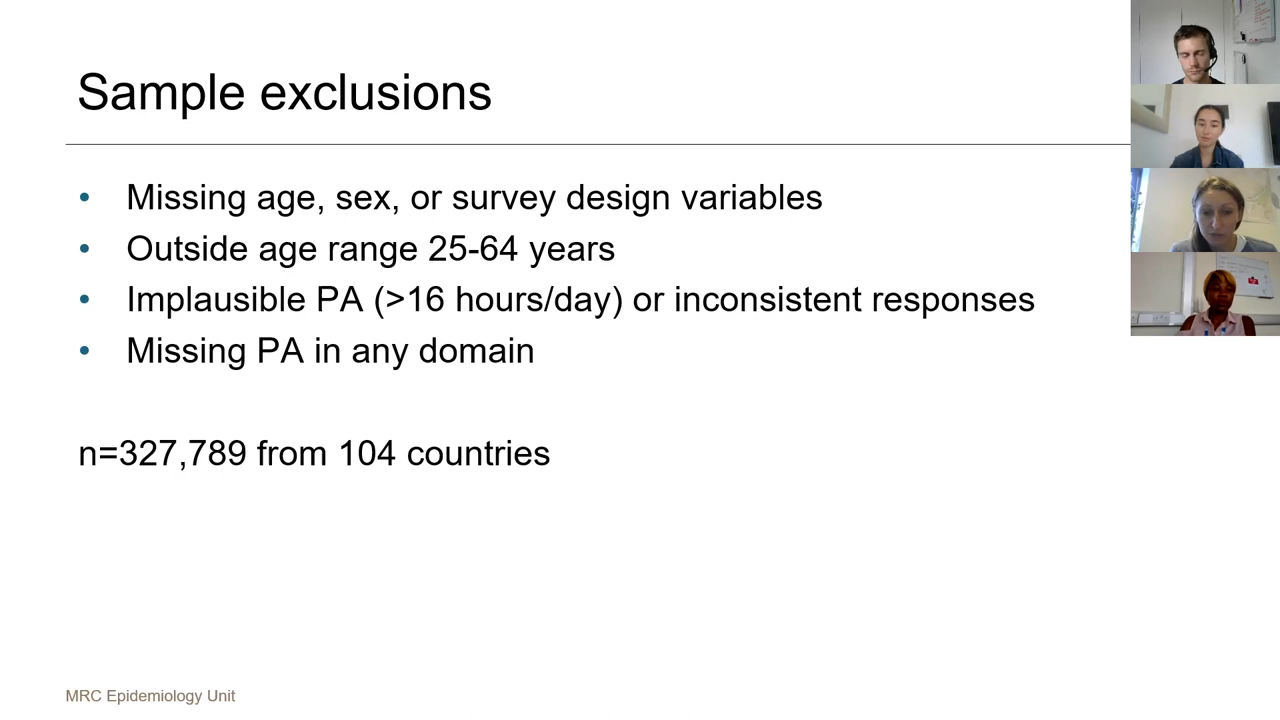 Sample exclusions
• Missing age, sex, or survey design variables
• Outside age range 25-64 years
• Implausible PA (>16 hours/day) or inconsistent responses
• Missing PA in any domain
n=327,789 from 104 countries
MRC Epidemiology Unit